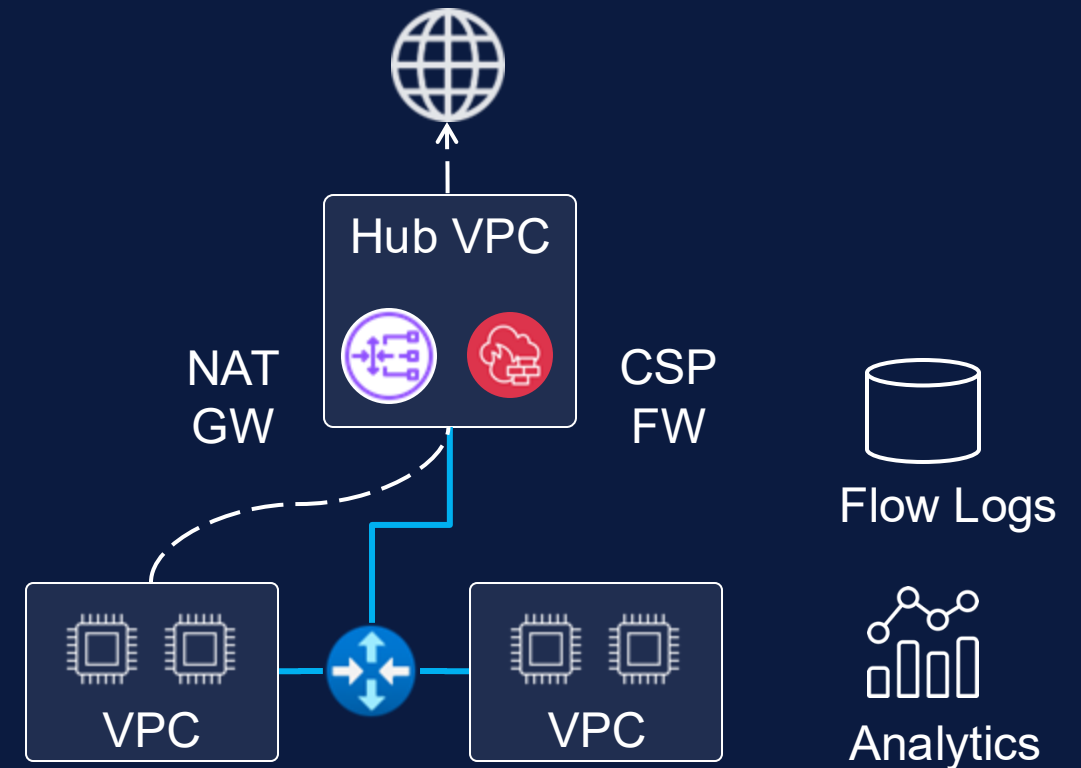 Hub VPC
NAT
GW
CSP
FW
Flow Logs
VPC
VPC
Analytics